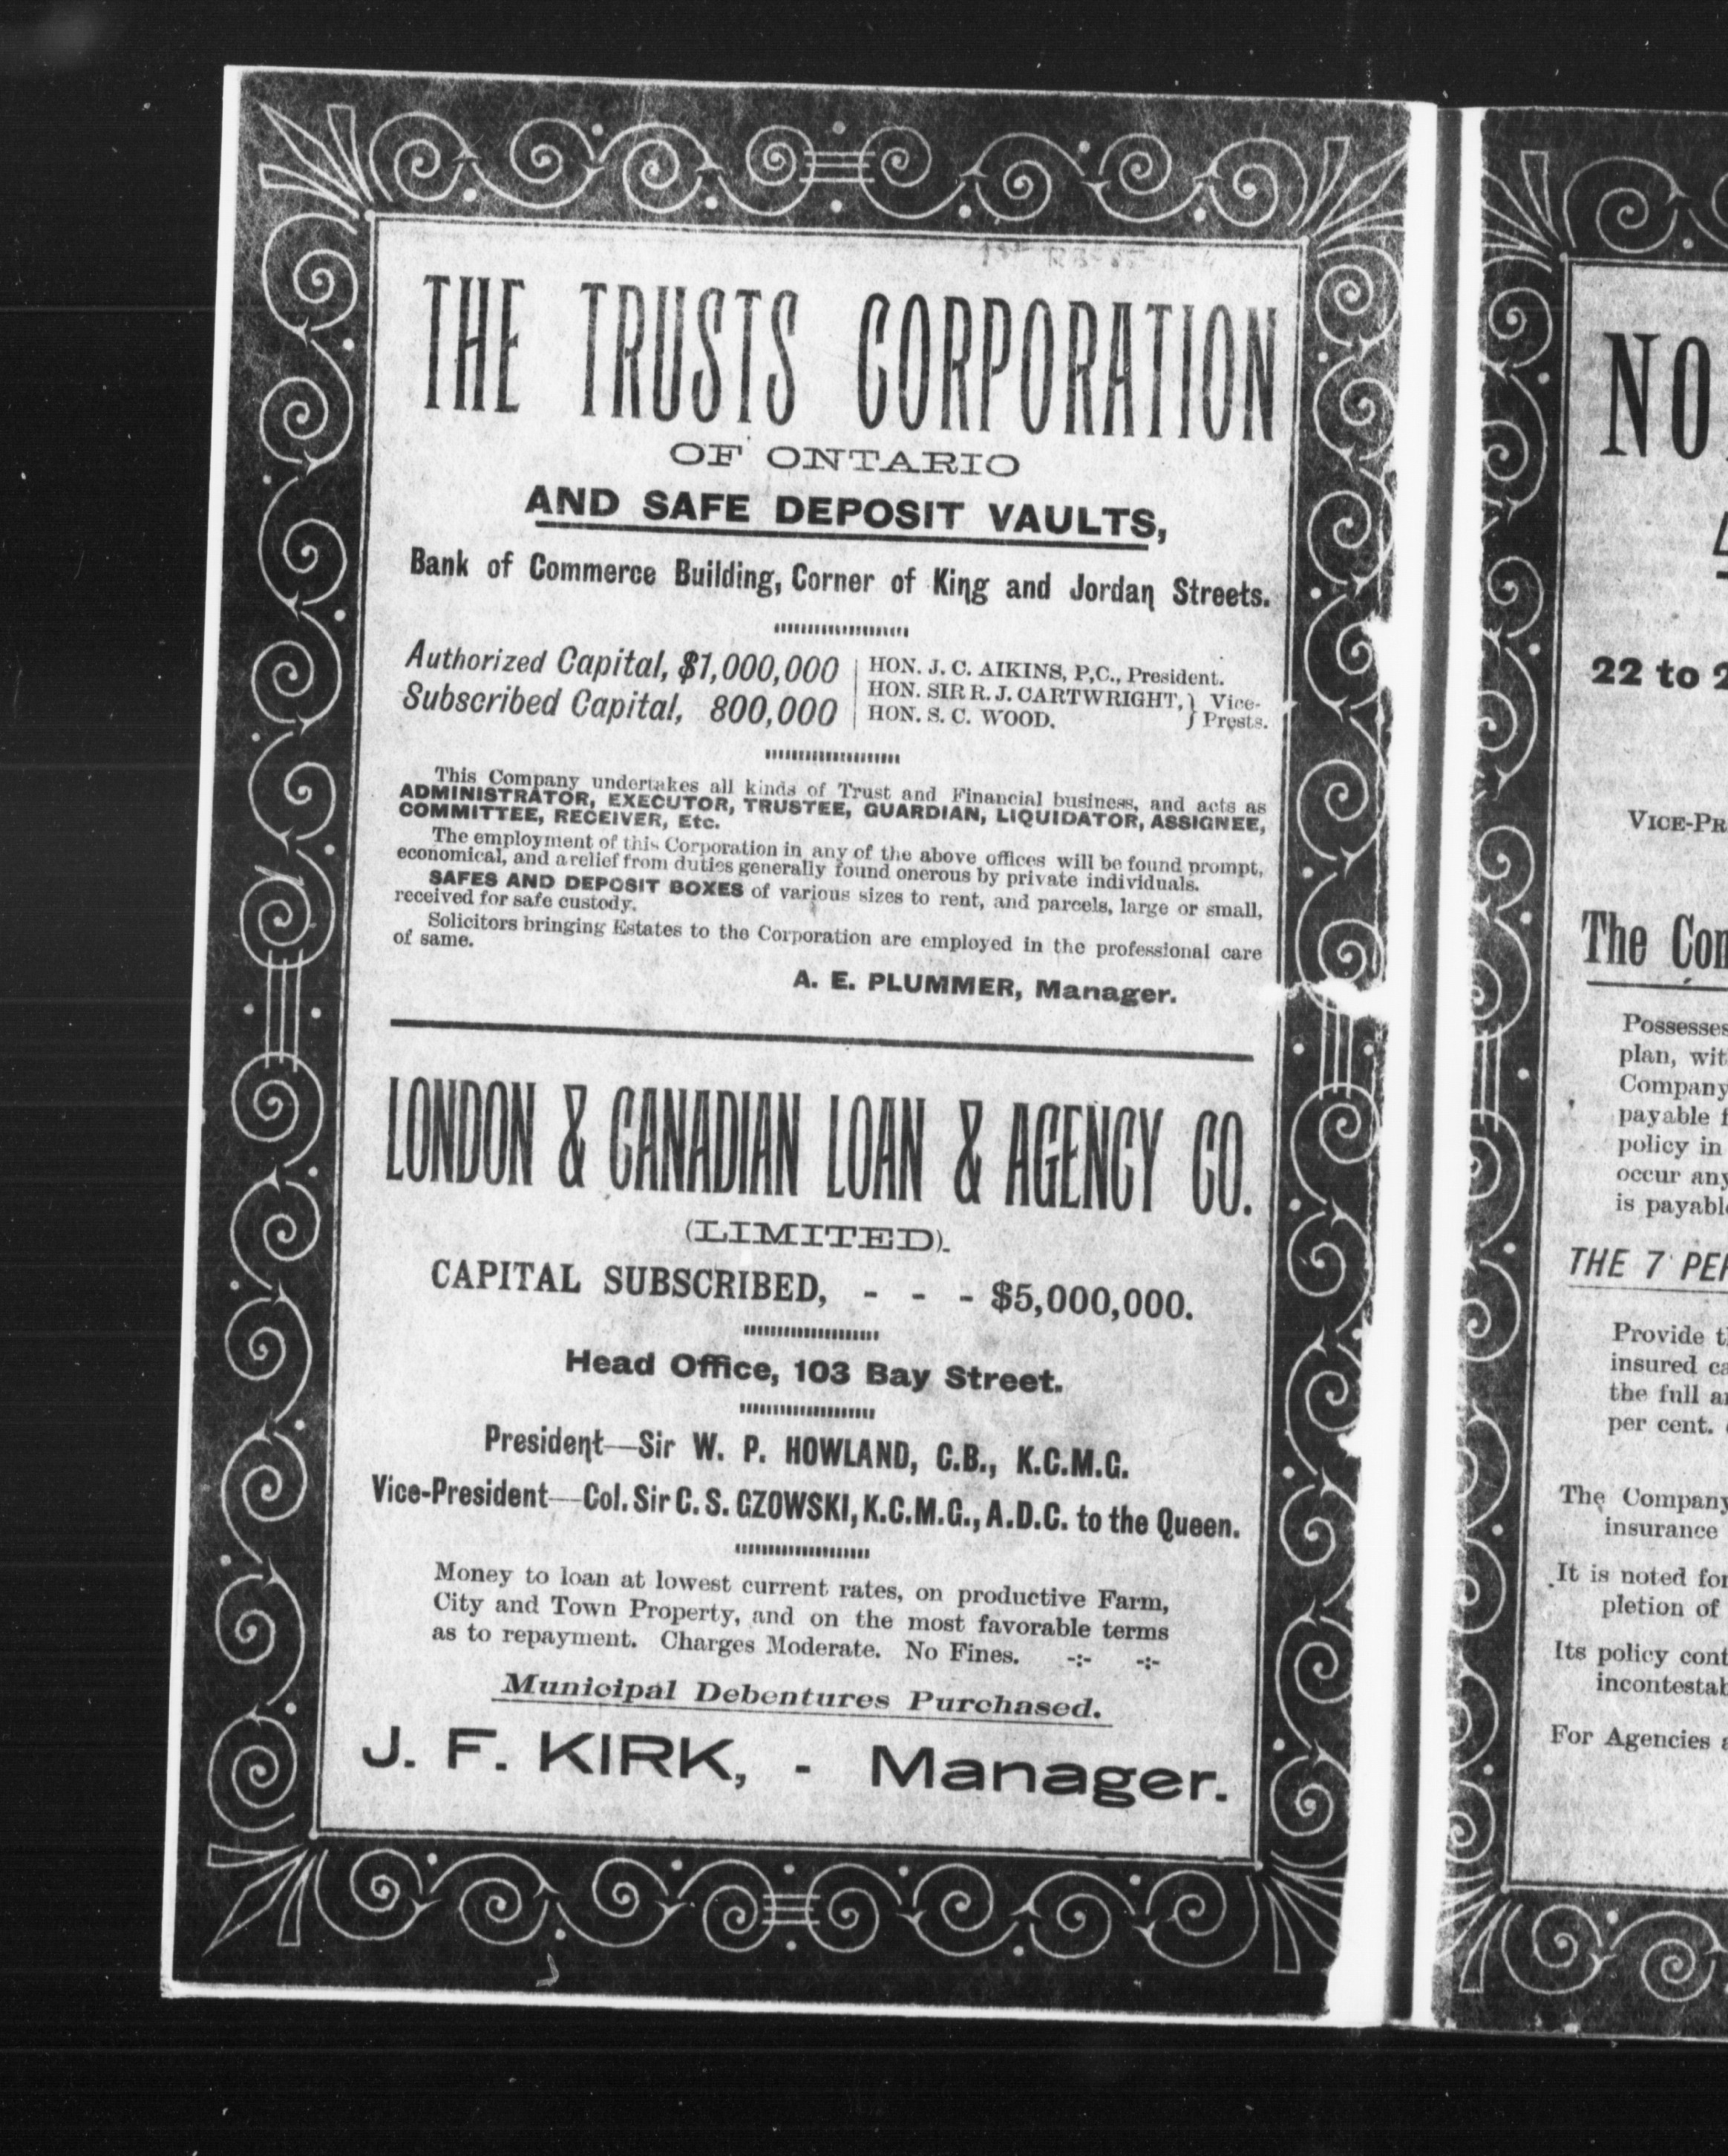 THE TRUSTS CORPORATION
OF ONTARIO
AND SAFE DEPOSIT VAULTS,
Bank of Commerce Building, Corner of King and Jordan Streets.
Authorized Capital, $1,000,000
Subscribed Capital, 800,000
HON. J. C. AIKINS, P,C., President.
HON. SIR R. J. CARTWRIGHT, } Vice-
HON. S. C. WOOD. } Prests.
This Company undertakes all kinds of Trust and Financial business, and acts as
ADMINISTRATOR, EXECUTOR, TRUSTEE, GUARDIAN, LIQUIDATOR, ASSIGNEE,
COMMITTEE, RECEIVER, Etc.
The employment of this Corporation in any of the above offices will be found prompt,
economical, and a relief from duties generally found onerous by private individuals.
SAFES AND DEPOSIT BOXES of various sizes to rent, and parcels, large or small,
received for safe custody.
Solicitors bringing Estates to the Corporation are employed in the professional care
of same.
A. E. PLUMMER, Manager.
LONDON & CANADIAN LOAN & AGENCY CO.
(LIMITED).
CAPITAL SUBSCRIBED, - - - $5,000,000.
Head Office, 103 Bay Street.
President—Sir W. P. HOWLAND, C.B., K.C.M.G.
Vice-President—Col. Sir C. S. GZOWSKI, K.C.M.G., A.D.C. to the Queen.
Money to loan at lowest current rates, on productive Farm,
City and Town Property, and on the most favorable terms
as to repayment. Charges Moderate. No Fines. -:- -:-
Municipal Debentures Purchased.
J. F. KIRK, - Manager.
NO
22 to 2
VICE-PR
The Con
Possesses
plan, wit
Company
payable f
policy in
occur any
is payabl
THE 7 PER
Provide t
insured ca
the full a
per cent.
The Company
insurance
It is noted for
pletion of
Its policy cont
incontestab
For Agencies a